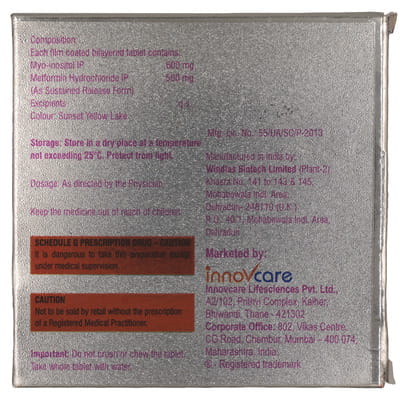 Composition:
Each film coated bilayered tablet contains:
Myo-inositol IP 600 mg
Metformin Hydrochloride IP 500 mg
(As Sustained Release Form)
Excipients q.s.
Colour: Sunset Yellow Lake
Storage: Store in a dry place at a temperature
not exceeding 25°C. Protect from light.
Dosage: As directed by the Physician
Keep the medicine out of reach of children.
SCHEDULE G PRESCRIPTION DRUG - CAUTION
It is dangerous to take this preparation except
under medical supervision.
CAUTION
Not to be sold by retail without the prescription
of a Registered Medical Practitioner.
Important: Do not crush or chew the tablet.
Take whole tablet with water.
Mfg. Lic. No.: 55/UA/SC/P-2013
Manufactured in India by:
Windlas Biotech Limited (Plant-2)
Khasra No. 141 to 143 & 145,
Mohabewala Indl. Area,
Dehradun-248110 (U.K.)
R.O.: 40/1, Mohabewala Indl. Area,
Dehradun
Marketed by:
innovcare
Innovcare Lifesciences Pvt. Ltd.,
A2/102, Prithvi Complex, Kalher,
Bhiwandi, Thane - 421302
Corporate Office: 802, Vikas Centre,
CG Road, Chembur, Mumbai - 400 074,
Maharashtra, India.
® - Registered trademark